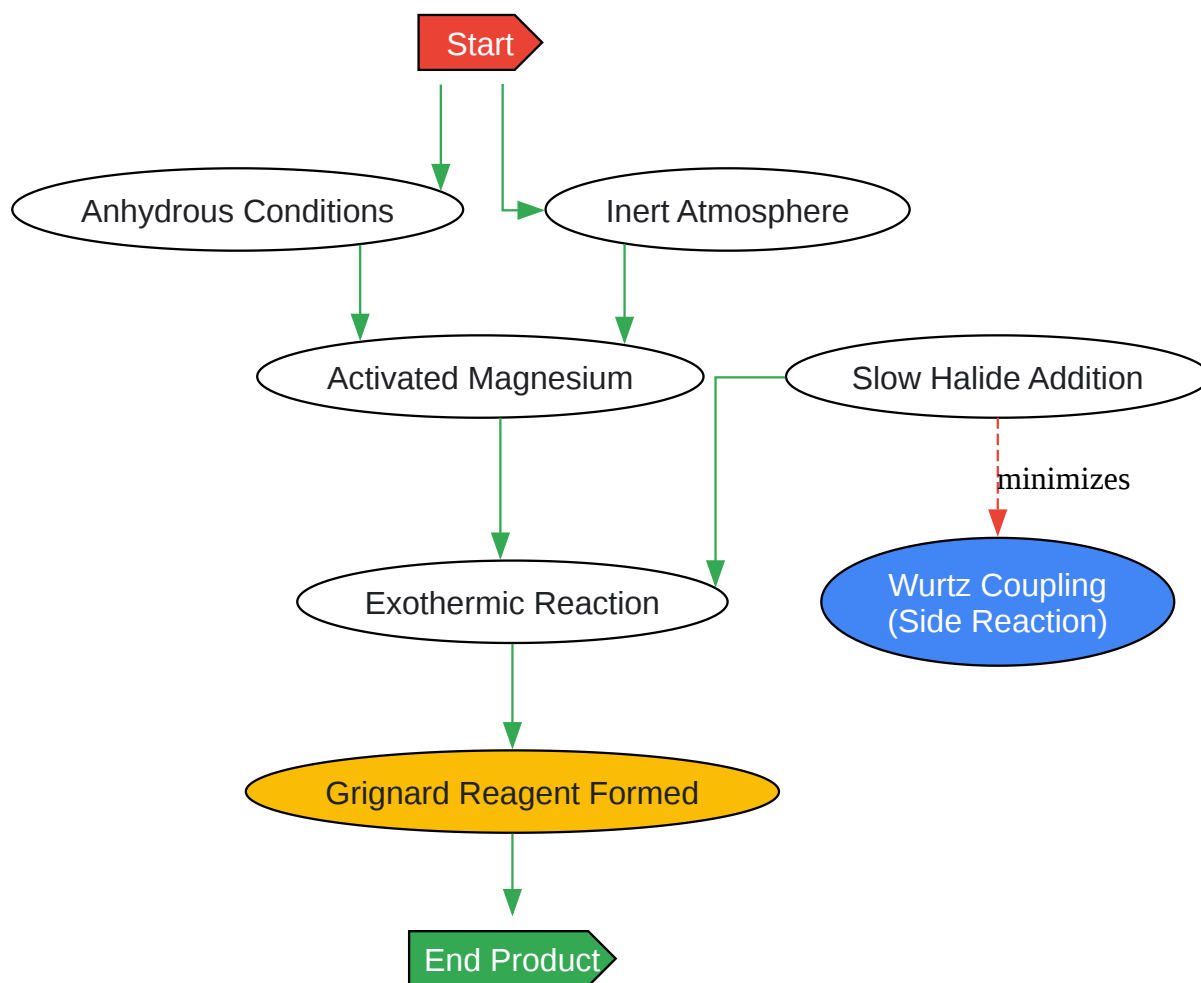 Start
Anhydrous Conditions
Inert Atmosphere
Activated Magnesium
Slow Halide Addition
minimizes
Exothermic Reaction
Wurtz Coupling
(Side Reaction)
Grignard Reagent Formed
End Product